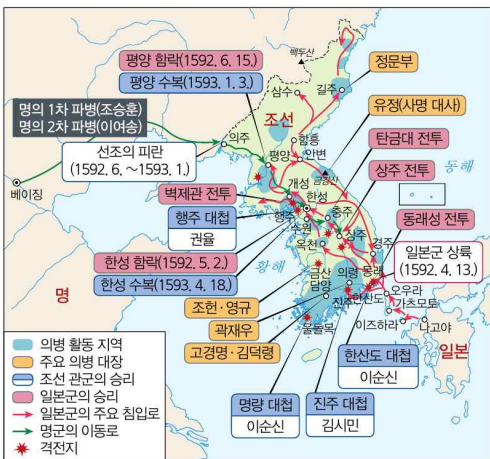 백두산
평양 함락(1592. 6. 15.)
평양 수복(1593. 1. 3.)
정문부
길주
삼수
유정(사명 대사)
명의 1차 파병(조승훈)
명의 2차 파병(이여송)
조선
함흥
의주
안변
선조의 피란
(1592. 6. ～1593. 1.)
평양
탄금대 전투
상주 전투
동해
베이징
개성
금강산
벽제관 전투
한성
동래성 전투
행주 대첩
권율
행주
수원
충주
상주
경주
일본군 상륙
(1592. 4. 13.)
한성 함락(1592. 5. 2.)
한성 수복(1593. 4. 18.)
황해
옥천
명
금산
의령
동래
오우라
조헌·영규
담양
진주
한산도
가츠모토
곽재우
이즈하라
나고야
고경명·김덕령
울돌목
일본
한산도 대첩
이순신
명량 대첩
이순신
진주 대첩
김시민
의병 활동 지역
주요 의병 대장
조선 관군의 승리
일본군의 승리
일본군의 주요 침입로
명군의 이동로
격전지